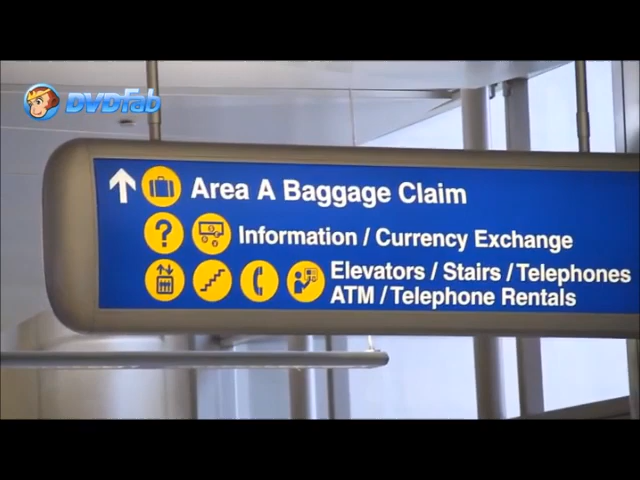 DVDFab
Area A Baggage Claim
Information / Currency Exchange
Elevators / Stairs / Telephones
ATM / Telephone Rentals